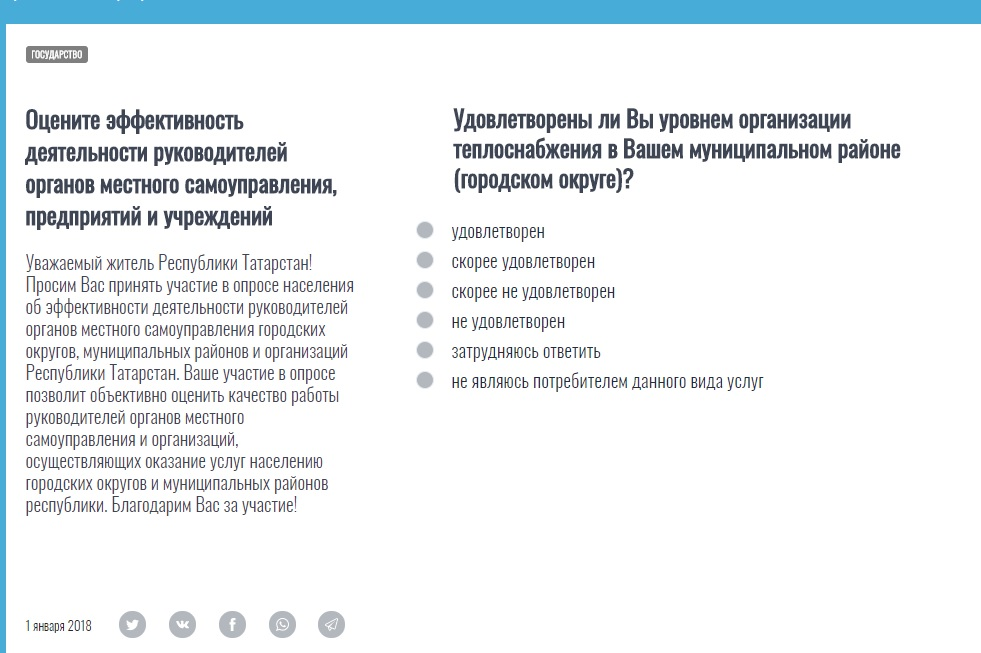 ГОСУДАРСТВО
Оцените эффективность
деятельности руководителей
органов местного самоуправления,
предприятий и учреждений
Уважаемый житель Республики Татарстан!
Просим Вас принять участие в опросе населения
об эффективности деятельности руководителей
органов местного самоуправления городских
округов, муниципальных районов и организаций
Республики Татарстан. Ваше участие в опросе
позволит объективно оценить качество работы
руководителей органов местного
самоуправления и организаций,
осуществляющих оказание услуг населению
городских округов и муниципальных районов
республики. Благодарим Вас за участие!
1 января 2018
Удовлетворены ли Вы уровнем организации
теплоснабжения в Вашем муниципальном районе
(городском округе)?
удовлетворен
скорее удовлетворен
скорее не удовлетворен
не удовлетворен
затрудняюсь ответить
не являюсь потребителем данного вида услуг